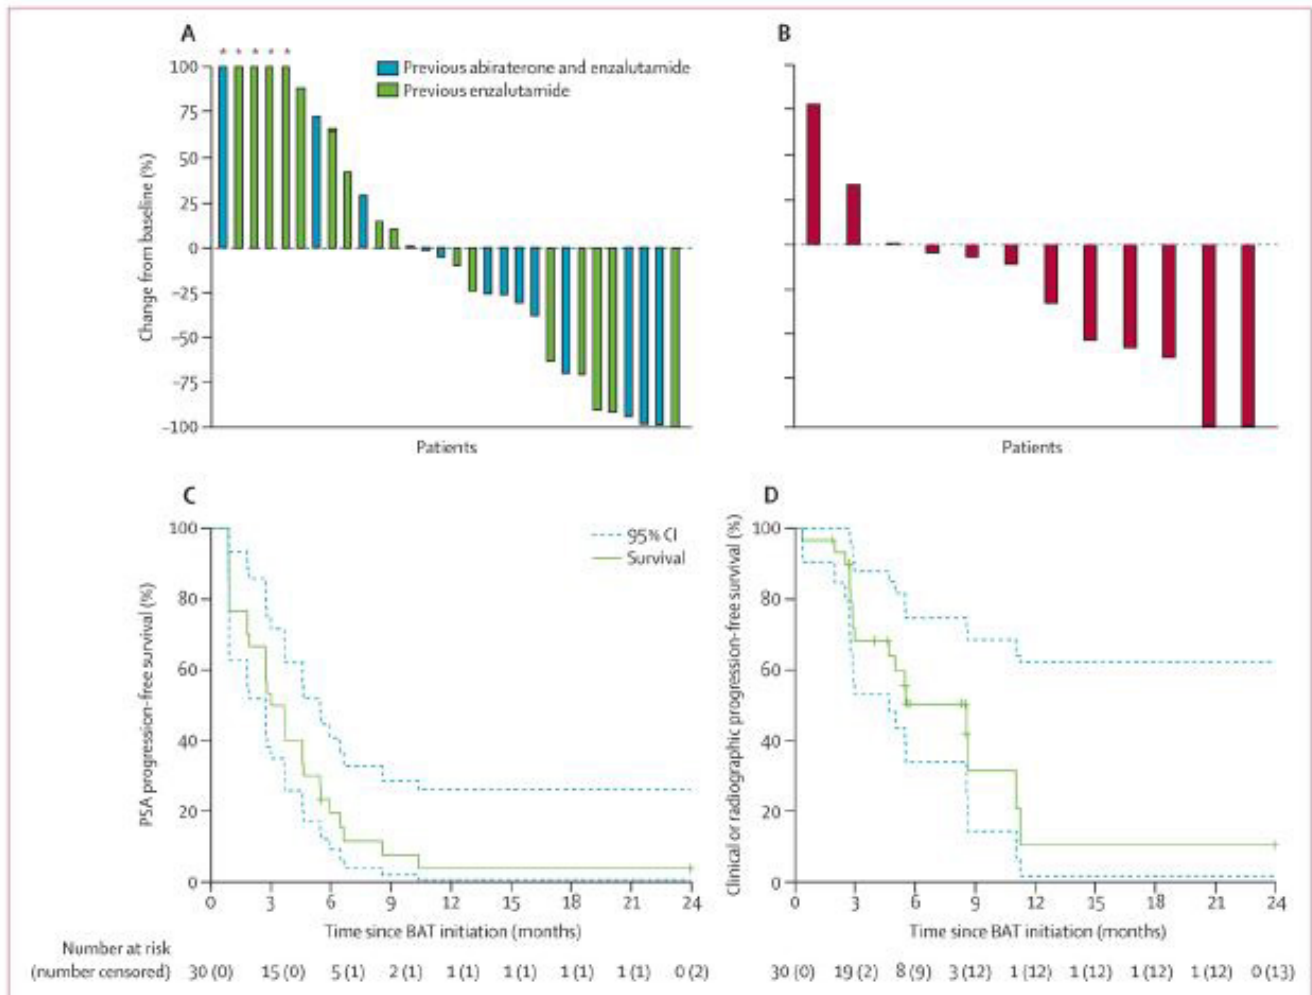 A
* * * * *
Previous abiraterone and enzalutamide
Previous enzalutamide
Change from baseline (%)
100
75
50
25
0
−25
−50
−75
−100
Patients
B
Patients
C
95% CI
Survival
PSA progression-free survival (%)
100
80
60
40
20
0
0 3 6 9 12 15 18 21 24
Time since BAT initiation (months)
D
Clinical or radiographic progression-free survival (%)
100
80
60
40
20
0
0 3 6 9 12 15 18 21 24
Time since BAT initiation (months)
Number at risk
(number censored) 30 (0) 15 (0) 5 (1) 2 (1) 1 (1) 1 (1) 1 (1) 1 (1) 0 (2)
30 (0) 19 (2) 8 (9) 3 (12) 1 (12) 1 (12) 1 (12) 1 (12) 0 (13)